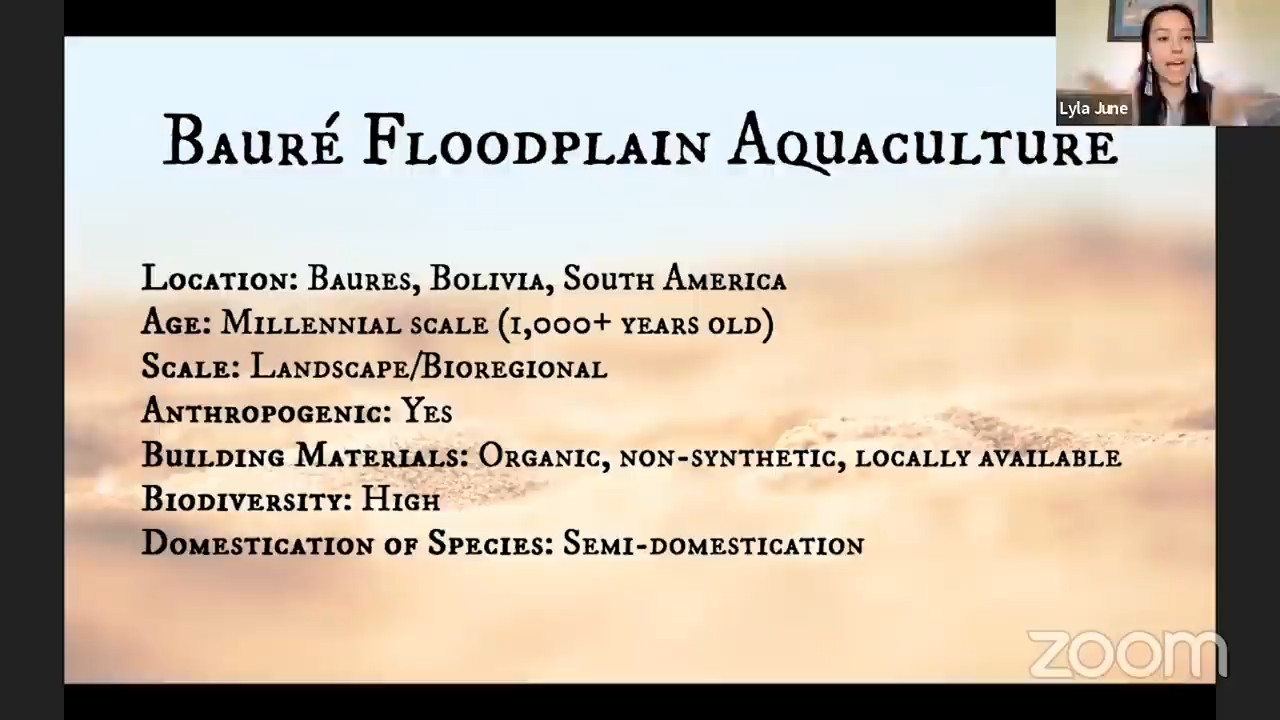 Lyla June
Bauré Floodplain Aquaculture
Location: Baures, Bolivia, South America
Age: Millennial scale (1,000+ years old)
Scale: Landscape/Bioregional
Anthropogenic: Yes
Building Materials: Organic, non-synthetic, locally available
Biodiversity: High
Domestication of Species: Semi-domestication
zoom